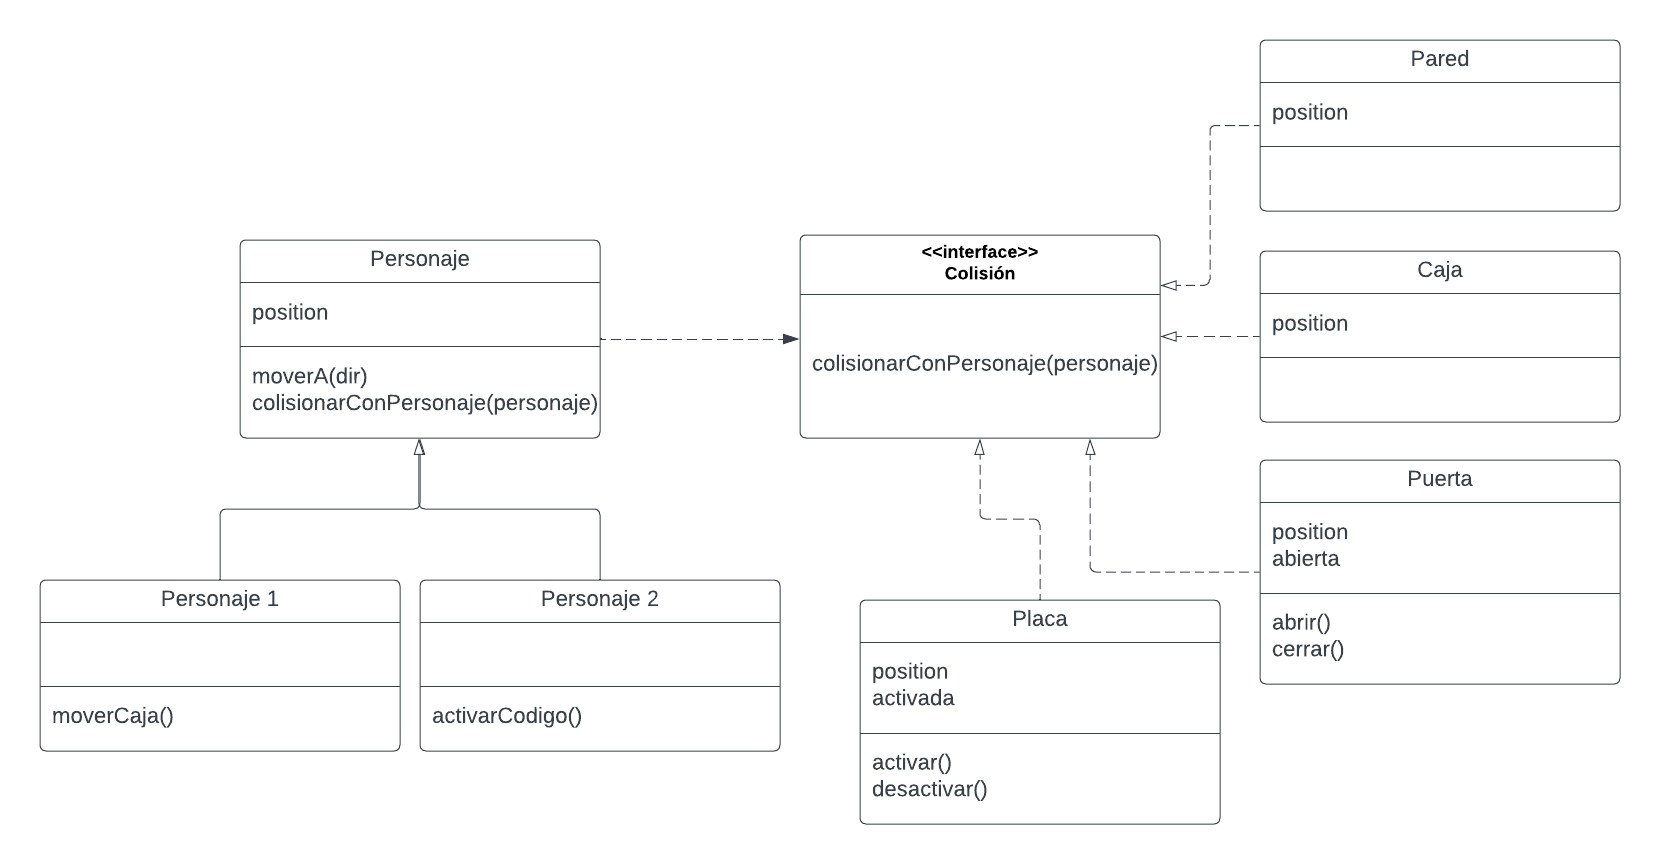 Pared
position
Personaje
position
moverA(dir)
colisionarConPersonaje(personaje)
<<interface>>
Colisión
colisionarConPersonaje(personaje)
Caja
position
Puerta
position
abierta
abrir()
cerrar()
Personaje 1
moverCaja()
Personaje 2
activarCodigo()
Placa
position
activada
activar()
desactivar()